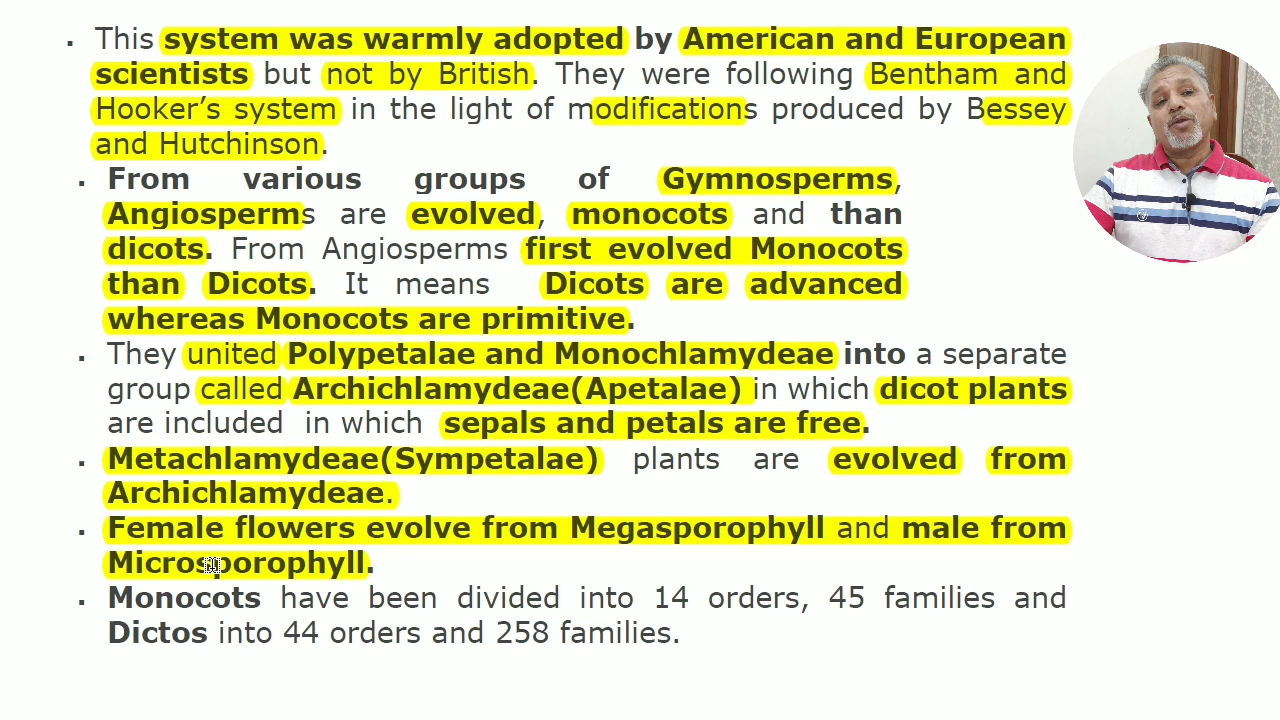 ▪ This system was warmly adopted by American and European
scientists but not by British. They were following Bentham and
Hooker’s system in the light of modifications produced by Bessey
and Hutchinson.
▪ From various groups of Gymnosperms,
Angiosperms are evolved, monocots and than
dicots. From Angiosperms first evolved Monocots
than Dicots. It means Dicots are advanced
whereas Monocots are primitive.
▪ They united Polypetalae and Monochlamydeae into a separate
group called Archichlamydeae(Apetalae) in which dicot plants
are included in which sepals and petals are free.
▪ Metachlamydeae(Sympetalae) plants are evolved from
Archichlamydeae.
▪ Female flowers evolve from Megasporophyll and male from
Microsporophyll.
▪ Monocots have been divided into 14 orders, 45 families and
Dictos into 44 orders and 258 families.